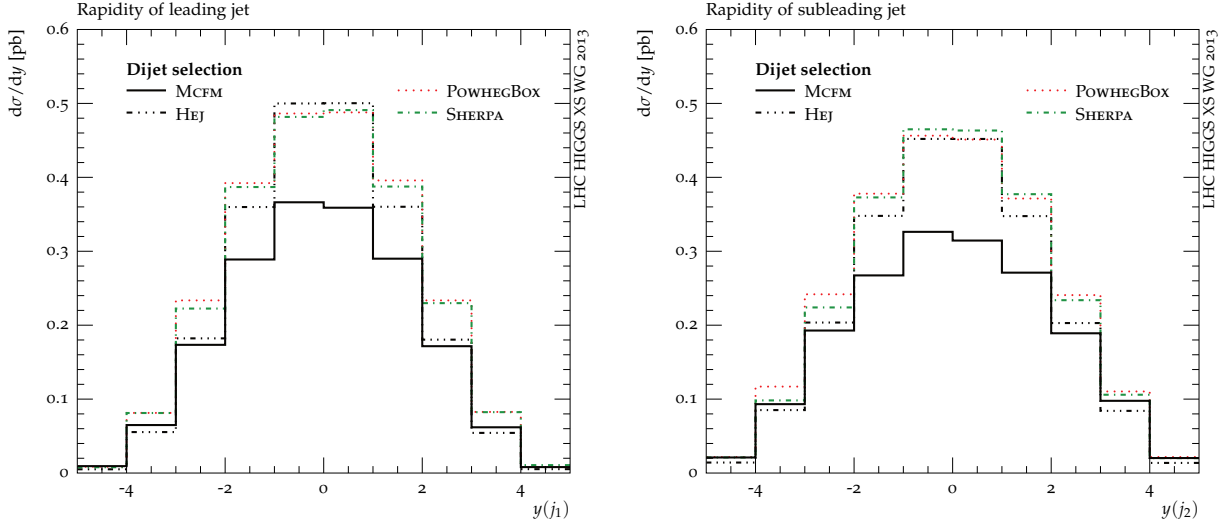 Rapidity of leading jet
dσ/dy [pb]
0.6
0.5
0.4
0.3
0.2
0.1
0
Dijet selection
MCFM
HEJ
POWHEGBOX
SHERPA
LHC HIGGS XS WG 2013
-4 -2 0 2 4
y(j1)
Rapidity of subleading jet
dσ/dy [pb]
0.6
0.5
0.4
0.3
0.2
0.1
0
Dijet selection
MCFM
HEJ
POWHEGBOX
SHERPA
LHC HIGGS XS WG 2013
-4 -2 0 2 4
y(j2)